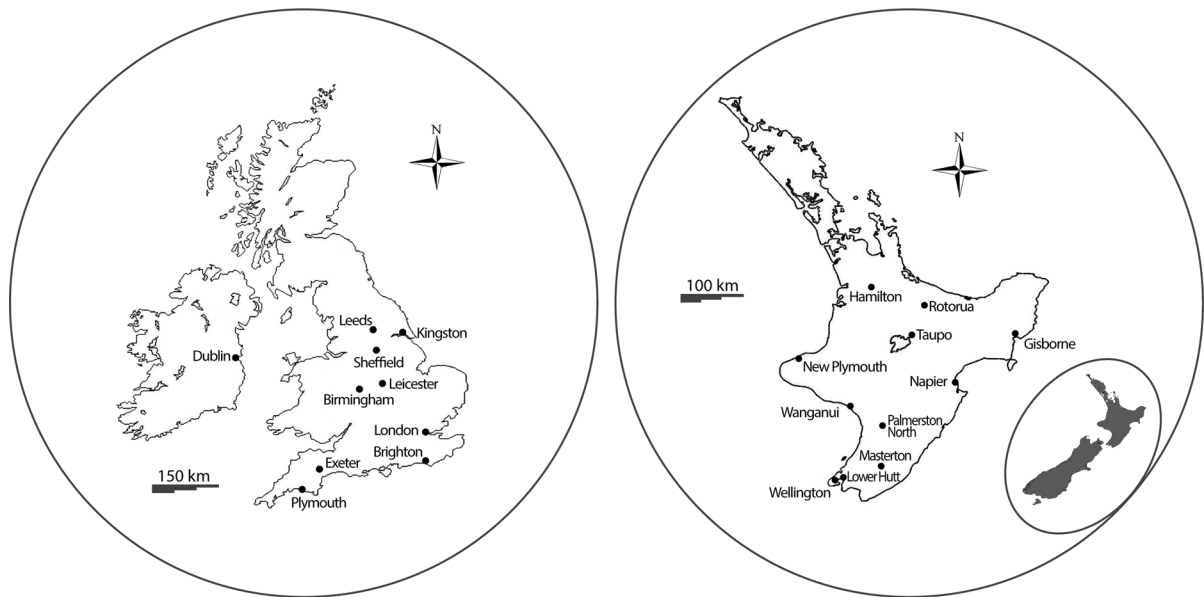 N
Leeds
Kingston
Dublin
Sheffield
Leicester
Birmingham
London
Brighton
Exeter
150 km
Plymouth
N
100 km
Hamilton
Rotorua
Taupo
Gisborne
New Plymouth
Napier
Wanganui
Palmerston
North
Masterton
Lower Hutt
Wellington